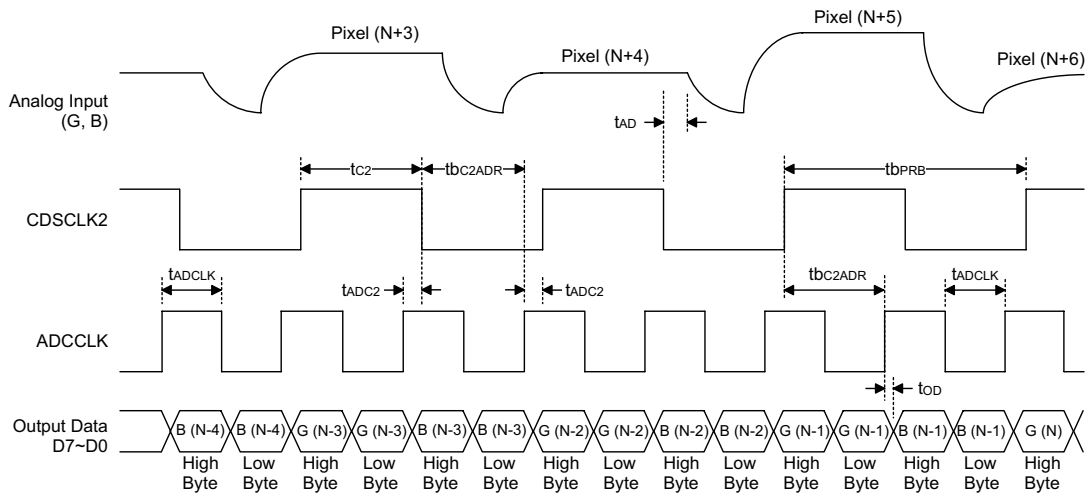 Pixel (N+5)
Pixel (N+3)
Pixel (N+4)
Pixel (N+6)
Analog Input
(G, B)
tAD
tC2
tbC2ADR
tbPRB
CDSCLK2
tADCLK
tADC2
tADC2
tbC2ADR
tADCLK
ADCCLK
tOD
Output Data
D7~D0
B (N-4) B (N-4) G (N-3) G (N-3) B (N-3) B (N-3) G (N-2) G (N-2) B (N-2) B (N-2) G (N-1) G (N-1) B (N-1) B (N-1) G (N)
High Low High Low High Low High Low High Low High Low High Low High
Byte Byte Byte Byte Byte Byte Byte Byte Byte Byte Byte Byte Byte Byte Byte